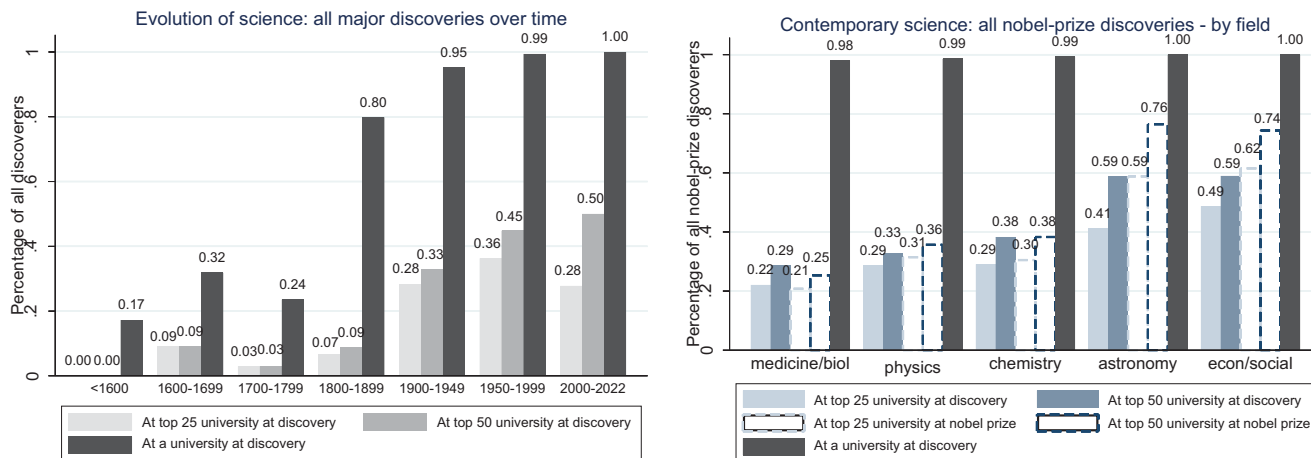 Evolution of science: all major discoveries over time
Percentage of all discoverers
0 .2 .4 .6 .8 1
0.00 0.00 0.17
0.09 0.09 0.32
0.03 0.03 0.24
0.07 0.09 0.80
0.28 0.33 0.95
0.36 0.45 0.99
0.28 0.50 1.00
<1600 1600-1699 1700-1799 1800-1899 1900-1949 1950-1999 2000-2022
At top 25 university at discovery At top 50 university at discovery
At a university at discovery
Contemporary science: all nobel-prize discoveries - by field
Percentage of all nobel-prize discoverers
0 .2 .4 .6 .8 1
0.22 0.29 0.21 0.25 0.98
0.29 0.33 0.31 0.36 0.99
0.29 0.38 0.30 0.38 0.99
0.41 0.59 0.59 0.76 1.00
0.49 0.59 0.62 0.74 1.00
medicine/biol physics chemistry astronomy econ/social
At top 25 university at discovery At top 50 university at discovery
At top 25 university at nobel prize At top 50 university at nobel prize
At a university at discovery